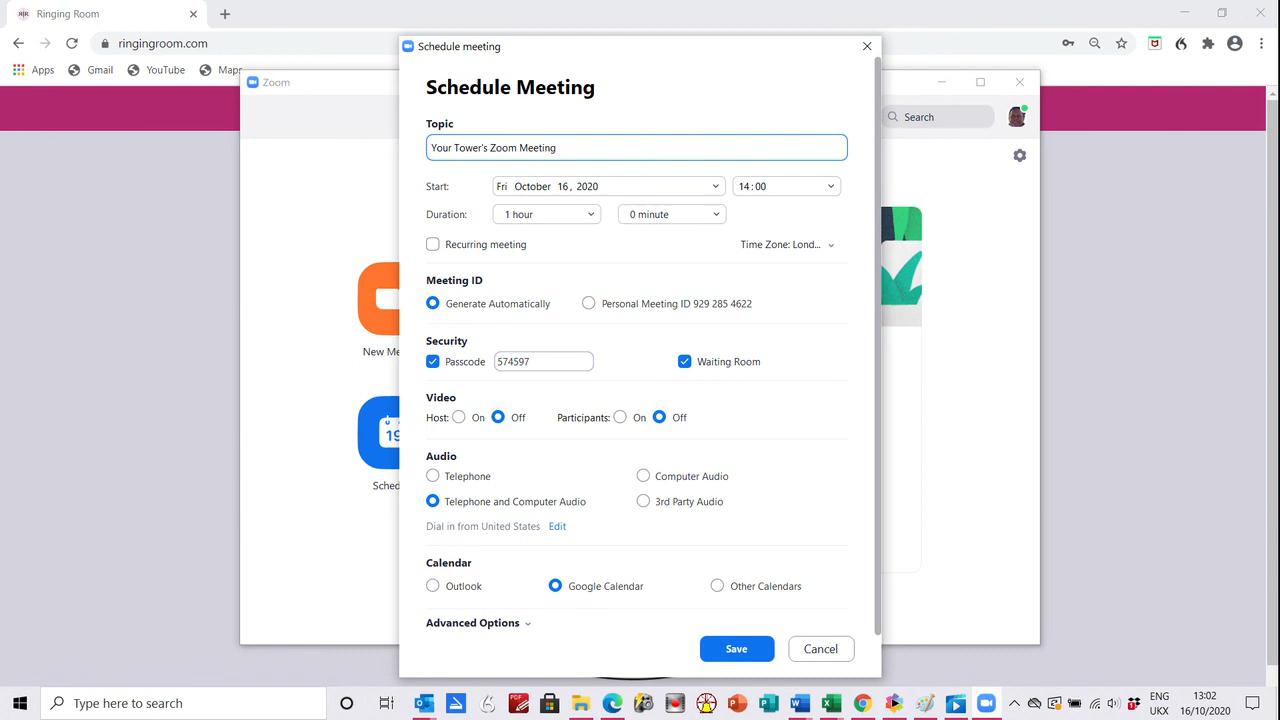 Ringing Room
ringingroom.com
Apps Gmail YouTube Maps
Zoom
Search
New Me
19
Sched
Schedule meeting
Schedule Meeting
Topic
Your Tower's Zoom Meeting
Start: Fri October 16, 2020 14:00
Duration: 1 hour 0 minute
Recurring meeting Time Zone: Lond...
Meeting ID
Generate Automatically Personal Meeting ID 929 285 4622
Security
Passcode 574597 Waiting Room
Video
Host: On Off Participants: On Off
Audio
Telephone Computer Audio
Telephone and Computer Audio 3rd Party Audio
Dial in from United States Edit
Calendar
Outlook Google Calendar Other Calendars
Advanced Options
Save Cancel
Type here to search
ENG 13:02
UKX 16/10/2020